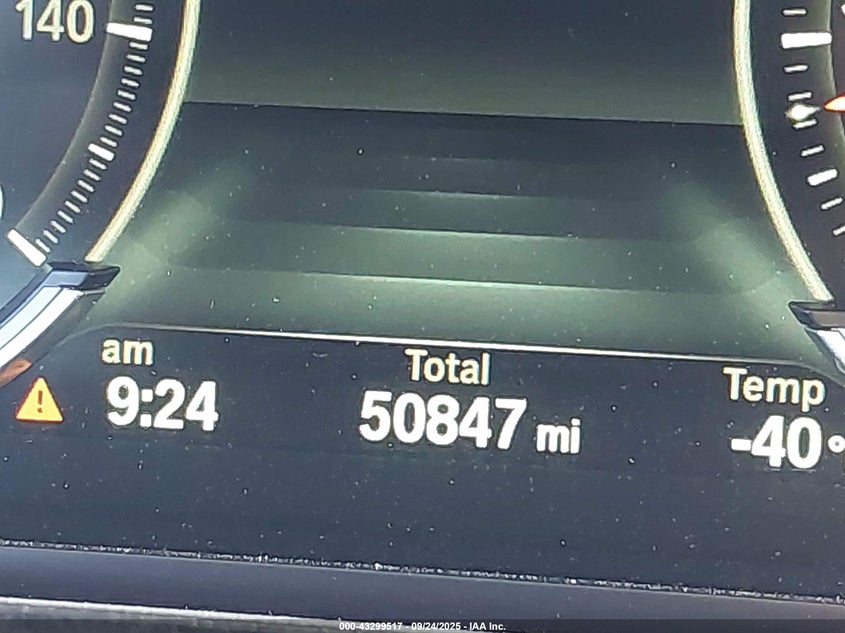 140
am
9:24
Total
50847 mi
Temp
-40°
000-43299517 - 09/24/2025 - IAA Inc.